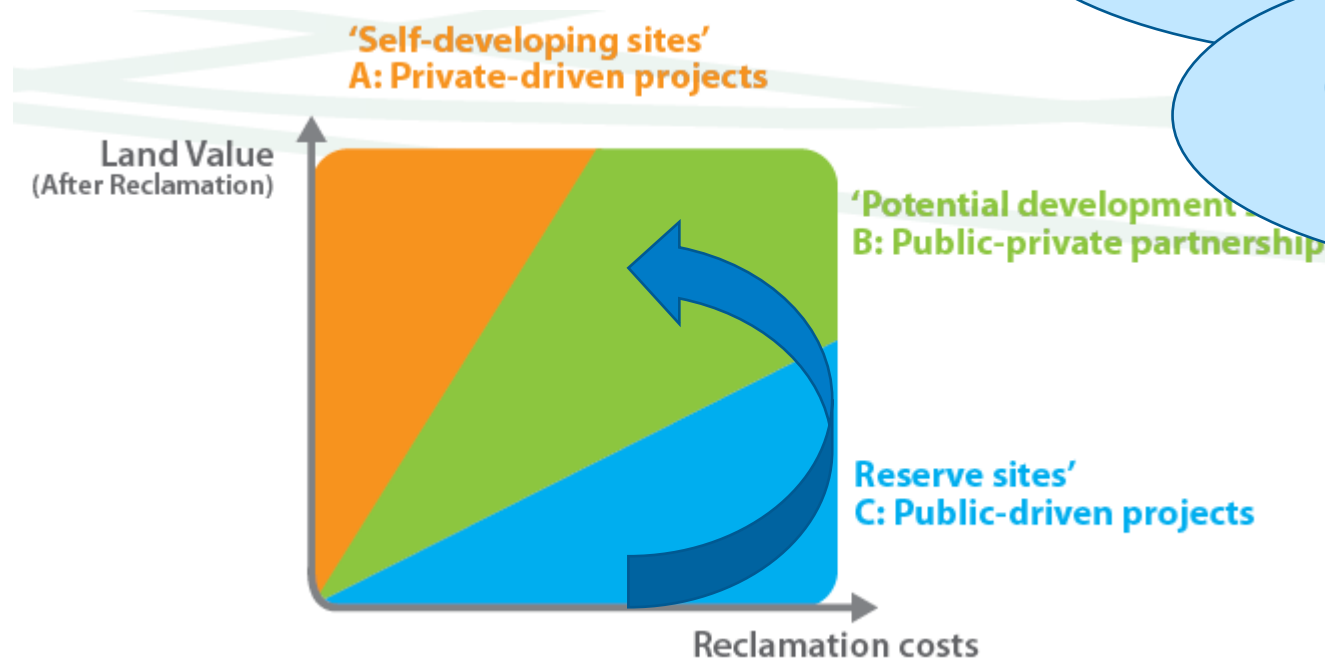 'Self-developing sites'
A: Private-driven projects
Land Value
(After Reclamation)
'Potential development
B: Public-private partnership
Reserve sites'
C: Public-driven projects
Reclamation costs